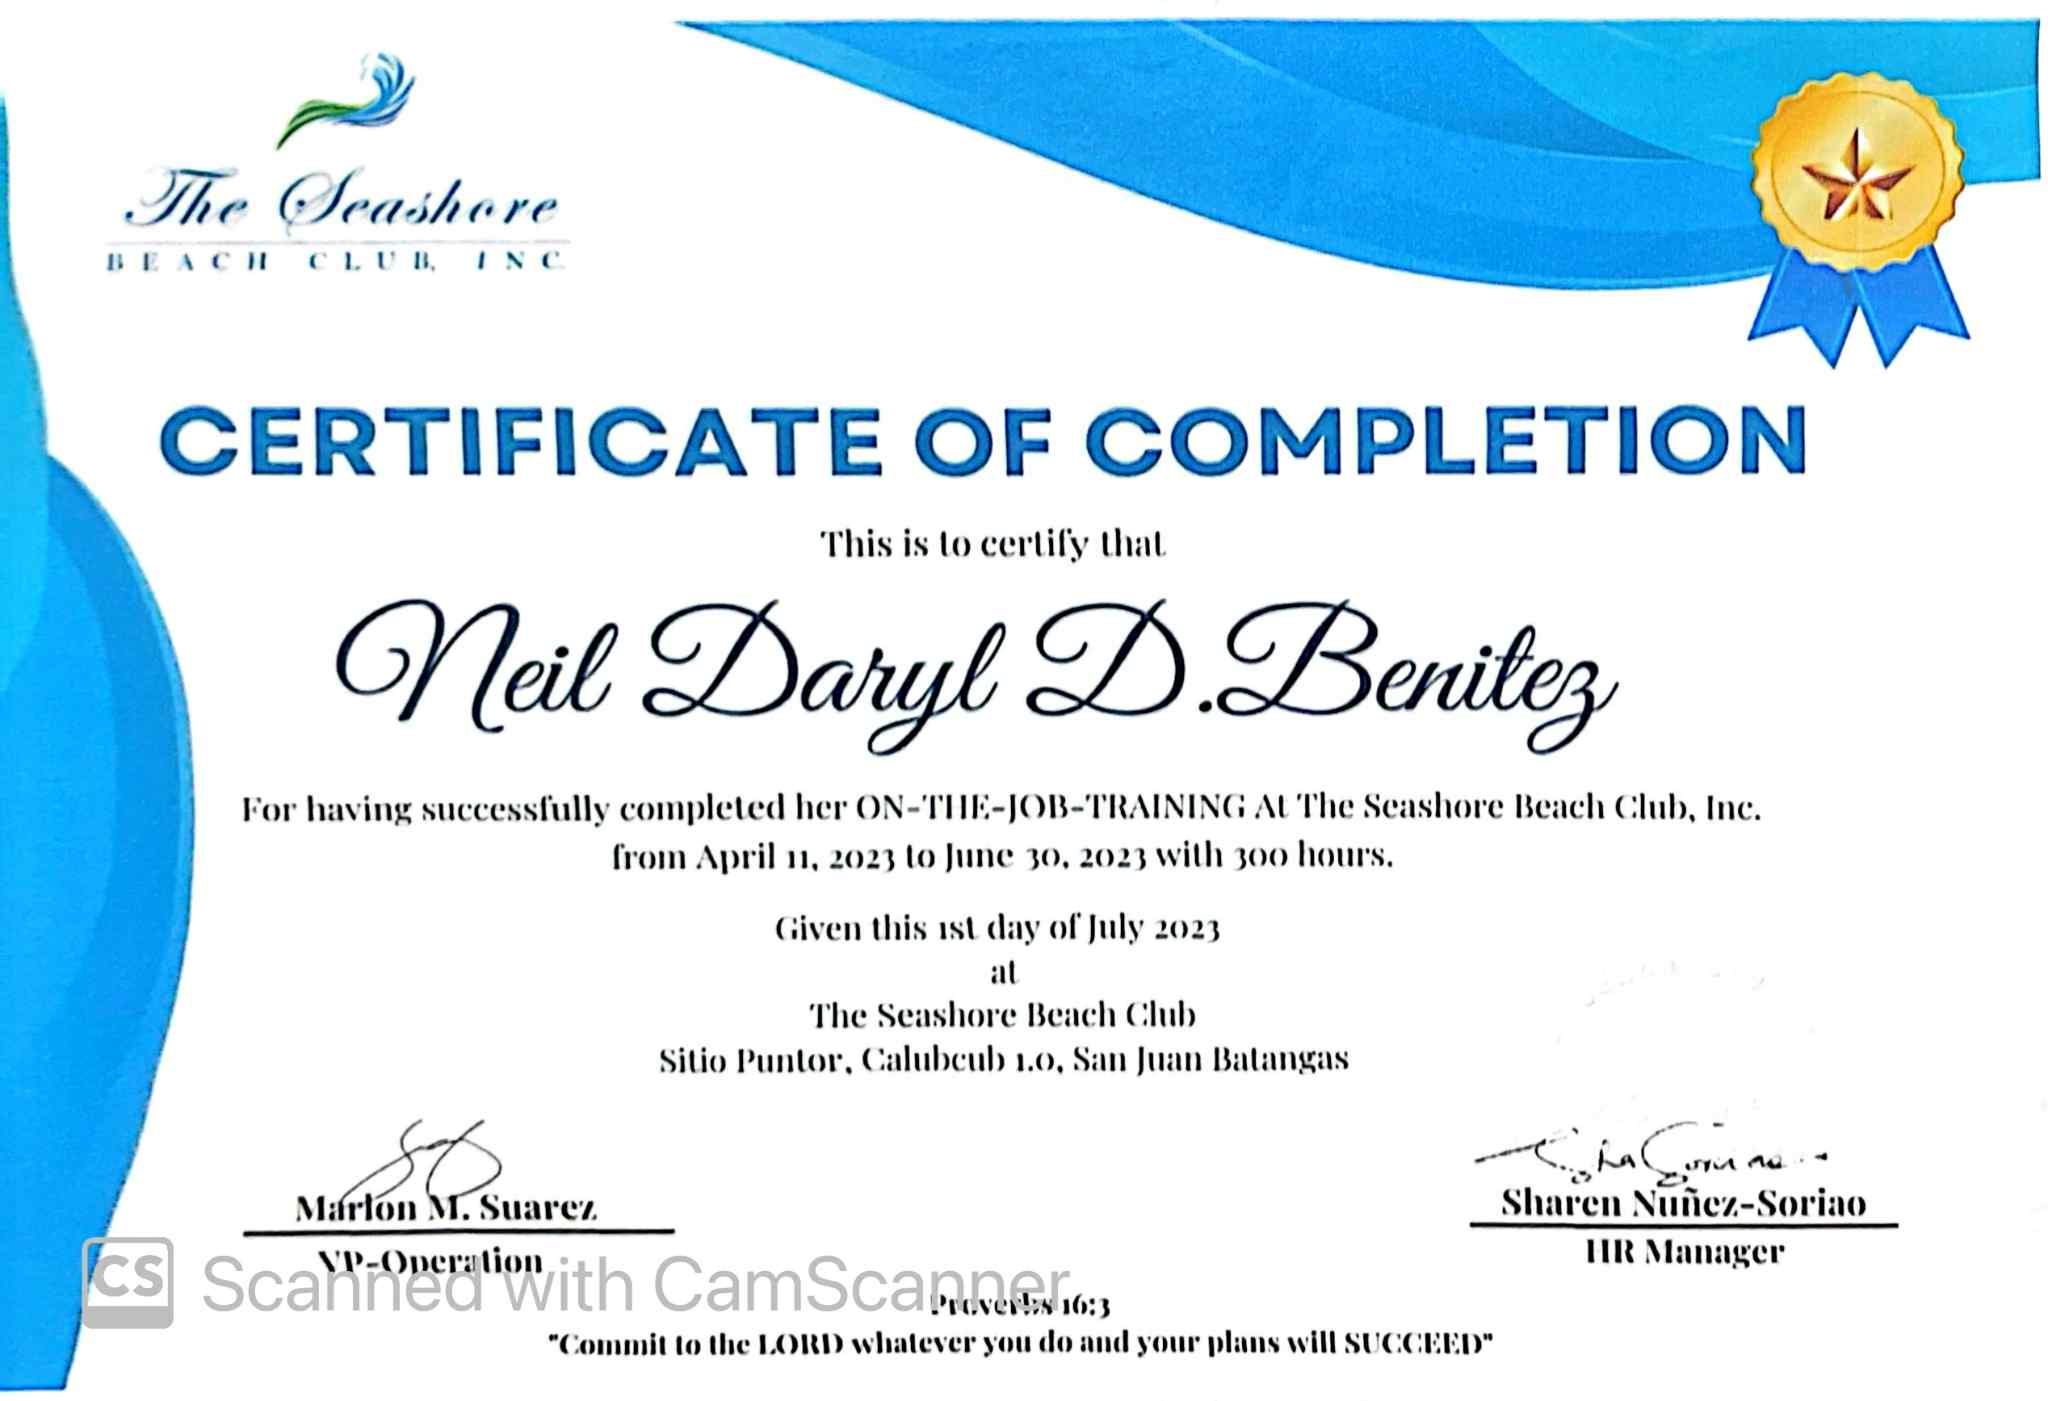 The Seashore
BEACH CLUB, INC.
CERTIFICATE OF COMPLETION
This is to certify that
Neil Daryl D.Benitez
For having successfully completed her ON-THE-JOB-TRAINING At The Seashore Beach Club, Inc.
from April 11, 2023 to June 30, 2023 with 300 hours.
Given this 1st day of July 2023
at
The Seashore Beach Club
Sitio Puntor, Calubcub 1.0, San Juan Batangas
Marlon M. Suarez
VP-Operation
Sharen Nuñez-Soriao
HR Manager
CS Scanned with CamScanner
Proverbs 16:3
"Commit to the LORD whatever you do and your plans will SUCCEED"